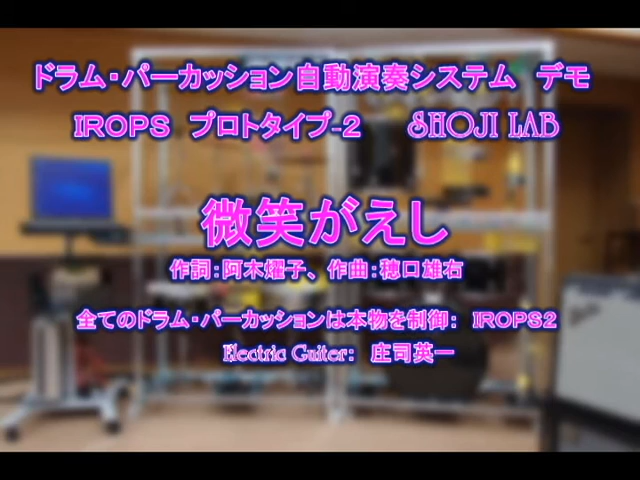 ドラム・パーカッション自動演奏システム　デモ
IROPS　プロトタイプ-2　SHOJI LAB
微笑がえし
作詞：阿木燿子、作曲：穂口雄右
全てのドラム・パーカッションは本物を制御：　IROPS2
Electric Guiter：　庄司英一